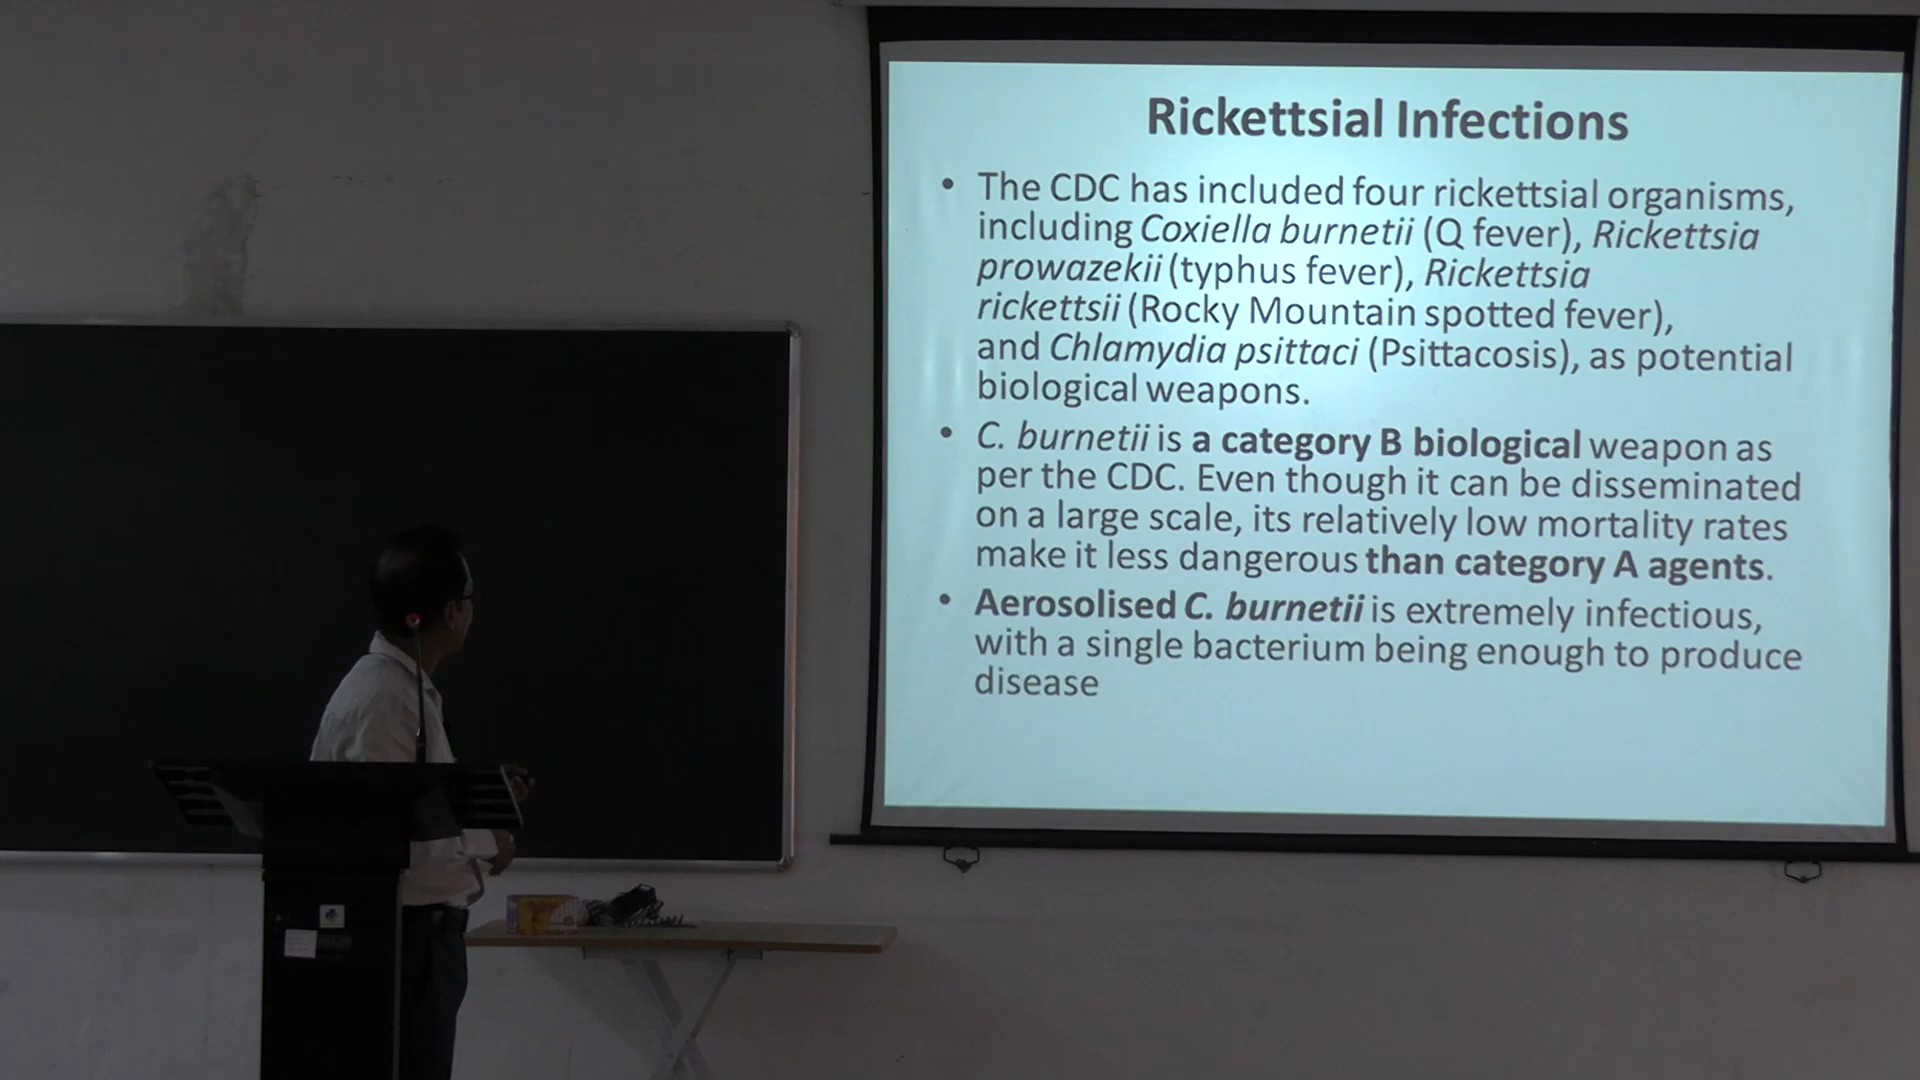 Rickettsial Infections
• The CDC has included four rickettsial organisms,
including Coxiella burnetii (Q fever), Rickettsia
prowazekii (typhus fever), Rickettsia
rickettsii (Rocky Mountain spotted fever),
and Chlamydia psittaci (Psittacosis), as potential
biological weapons.
• C. burnetii is a category B biological weapon as
per the CDC. Even though it can be disseminated
on a large scale, its relatively low mortality rates
make it less dangerous than category A agents.
• Aerosolised C. burnetii is extremely infectious,
with a single bacterium being enough to produce
disease